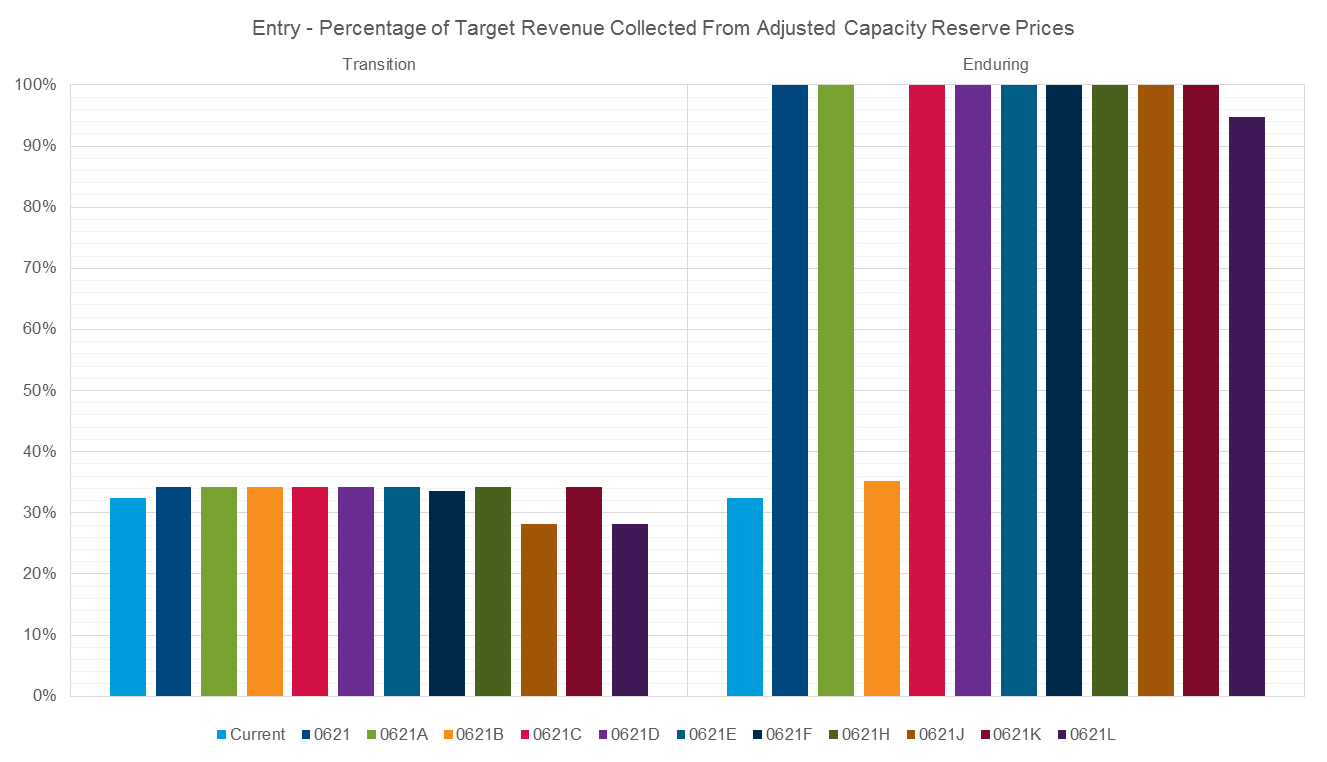 Entry - Percentage of Target Revenue Collected From Adjusted Capacity Reserve Prices
Transition
Enduring
100%
90%
80%
70%
60%
50%
40%
30%
20%
10%
0%
Current 0621 0621A 0621B 0621C 0621D 0621E 0621F 0621H 0621J 0621K 0621L